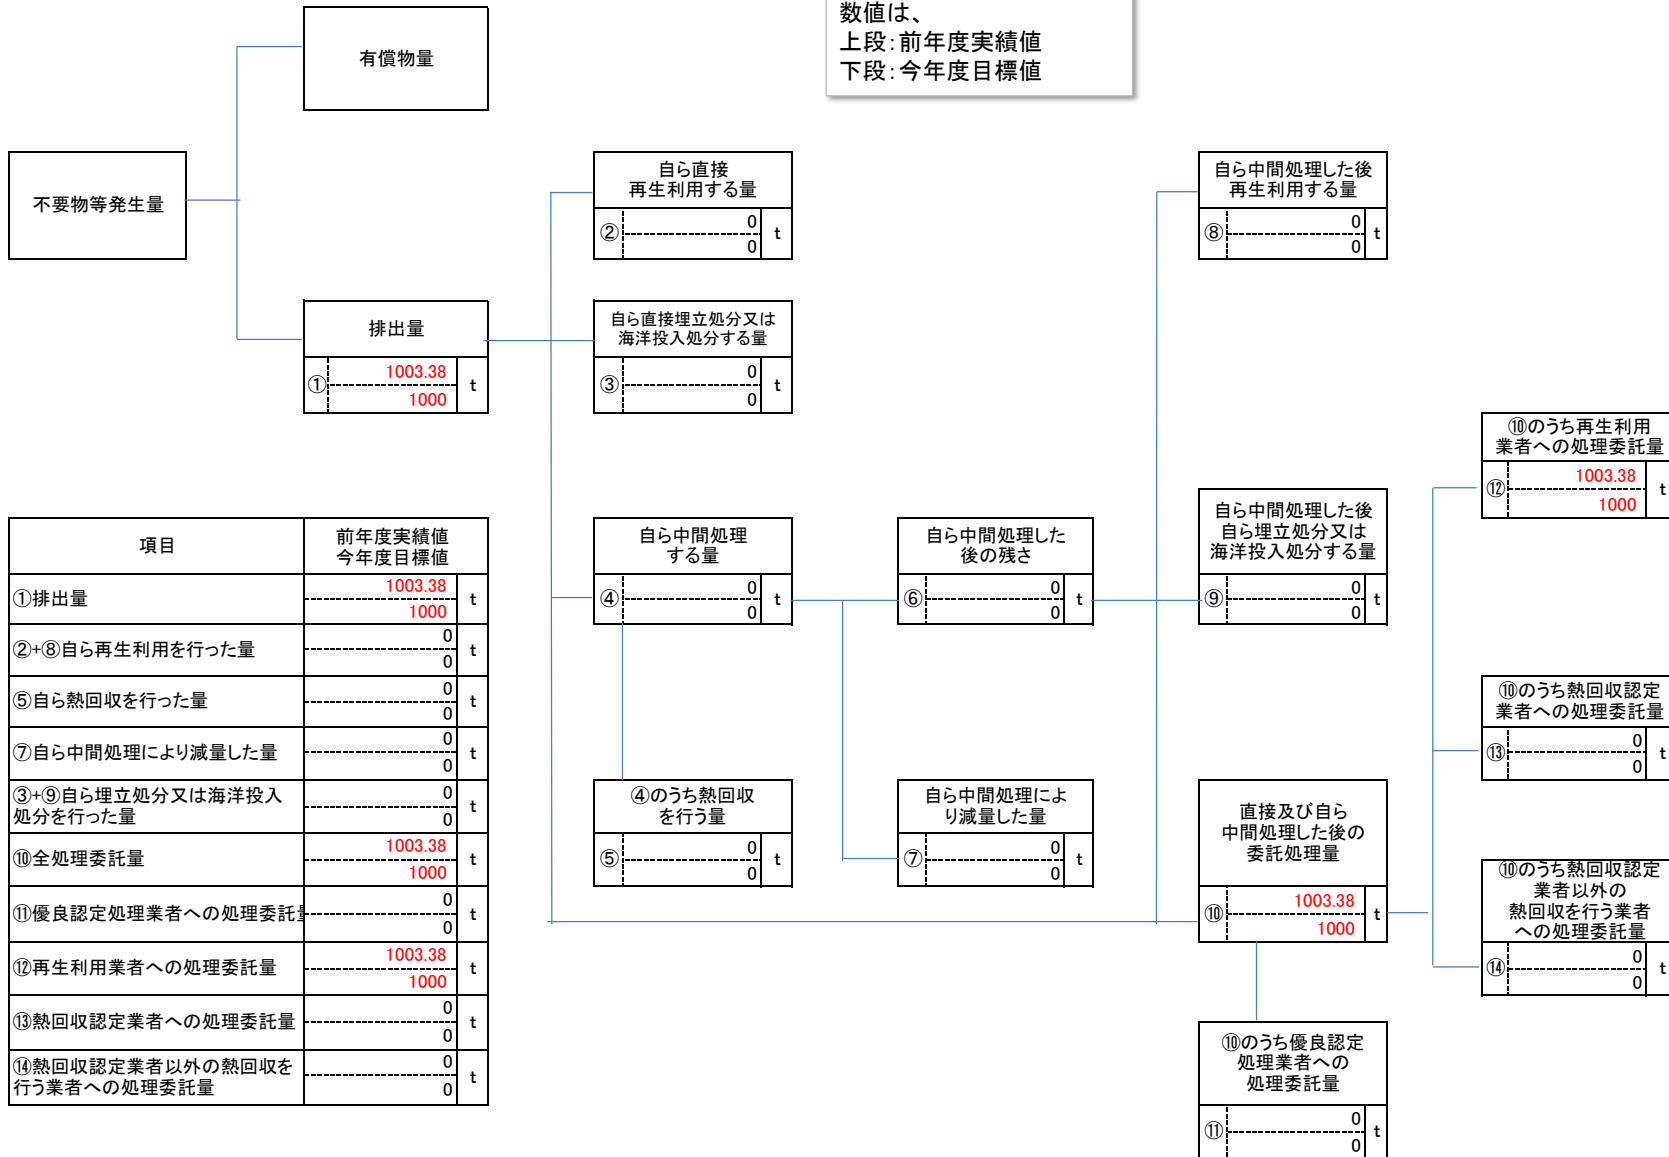 数値は、
上段:前年度実績値
下段:今年度目標値
有償物量
不要物等発生量
排出量
①
1003.38
1000
t
自ら直接
再生利用する量
②
0
0
t
自ら直接埋立処分又は
海洋投入処分する量
③
0
0
t
自ら中間処理
する量
④
0
0
t
④のうち熱回収
を行う量
⑤
0
0
t
自ら中間処理した
後の残さ
⑥
0
0
t
自ら中間処理によ
り減量した量
⑦
0
0
t
自ら中間処理した後
再生利用する量
⑧
0
0
t
自ら中間処理した後
自ら埋立処分又は
海洋投入処分する量
⑨
0
0
t
直接及び自ら
中間処理した後の
委託処理量
⑩
1003.38
1000
t
⑩のうち優良認定
処理業者への
処理委託量
⑪
0
0
t
⑩のうち再生利用
業者への処理委託量
⑫
1003.38
1000
t
⑩のうち熱回収認定
業者への処理委託量
⑬
0
0
t
⑩のうち熱回収認定
業者以外の
熱回収を行う業者
への処理委託量
⑭
0
0
t
項目
前年度実績値
今年度目標値
①排出量
1003.38
1000
t
②+⑧自ら再生利用を行った量
0
0
t
⑤自ら熱回収を行った量
0
0
t
⑦自ら中間処理により減量した量
0
0
t
③+⑨自ら埋立処分又は海洋投入
処分を行った量
0
0
t
⑩全処理委託量
1003.38
1000
t
⑪優良認定処理業者への処理委託量
0
0
t
⑫再生利用業者への処理委託量
1003.38
1000
t
⑬熱回収認定業者への処理委託量
0
0
t
⑭熱回収認定業者以外の熱回収を
行う業者への処理委託量
0
0
t